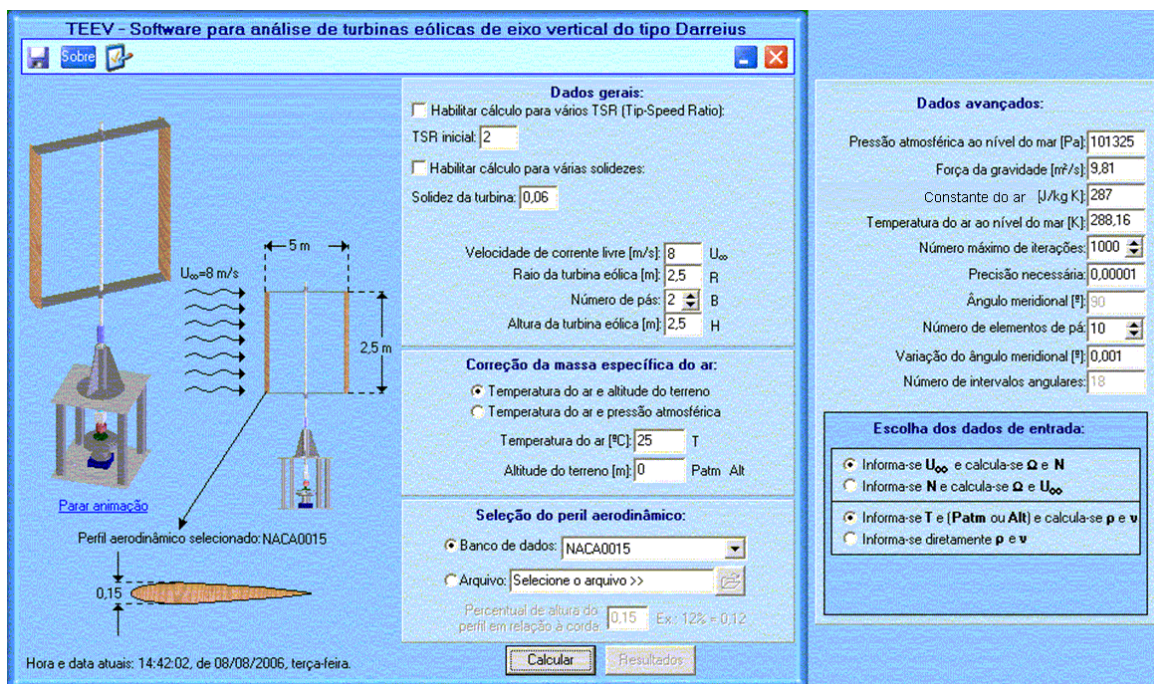 TEEV - Software para análise de turbinas eólicas de eixo vertical do tipo Darreius
Sobre
U∞=8 m/s
5 m
2,5 m
Parar animação
Perfil aerodinâmico selecionado: NACA0015
0,15
Hora e data atuais: 14:42:02, de 08/08/2006, terça-feira.
Dados gerais:
Habilitar cálculo para vários TSR (Tip-Speed Ratio):
TSR inicial: 2
Habilitar cálculo para várias solidezes:
Solidez da turbina: 0,06
Velocidade de corrente livre [m/s]: 8 U∞
Raio da turbina eólica [m]: 2,5 R
Número de pás: 2 B
Altura da turbina eólica [m]: 2,5 H
Correção da massa específica do ar:
Temperatura do ar e altitude do terreno
Temperatura do ar e pressão atmosférica
Temperatura do ar [ºC]: 25 T
Altitude do terreno [m]: 0 Patm Alt
Seleção do peril aerodinâmico:
Banco de dados: NACA0015
Arquivo: Selecione o arquivo >>
Percentual de altura do
perfil em relação à corda: 0,15 Ex.: 12% = 0,12
Calcular Resultados
Dados avançados:
Pressão atmosférica ao nível do mar [Pa]: 101325
Força da gravidade [m²/s]: 9,81
Constante do ar [J/kg K] 287
Temperatura do ar ao nível do mar [K]: 288,16
Número máximo de iterações: 1000
Precisão necessária: 0,00001
Ângulo meridional [º]: 90
Número de elementos de pá: 10
Variação do ângulo meridional [º]: 0,001
Número de intervalos angulares: 18
Escolha dos dados de entrada:
Informa-se U∞ e calcula-se Ω e N
Informa-se N e calcula-se Ω e U∞
Informa-se T e (Patm ou Alt) e calcula-se ρ e ν
Informa-se diretamente ρ e ν